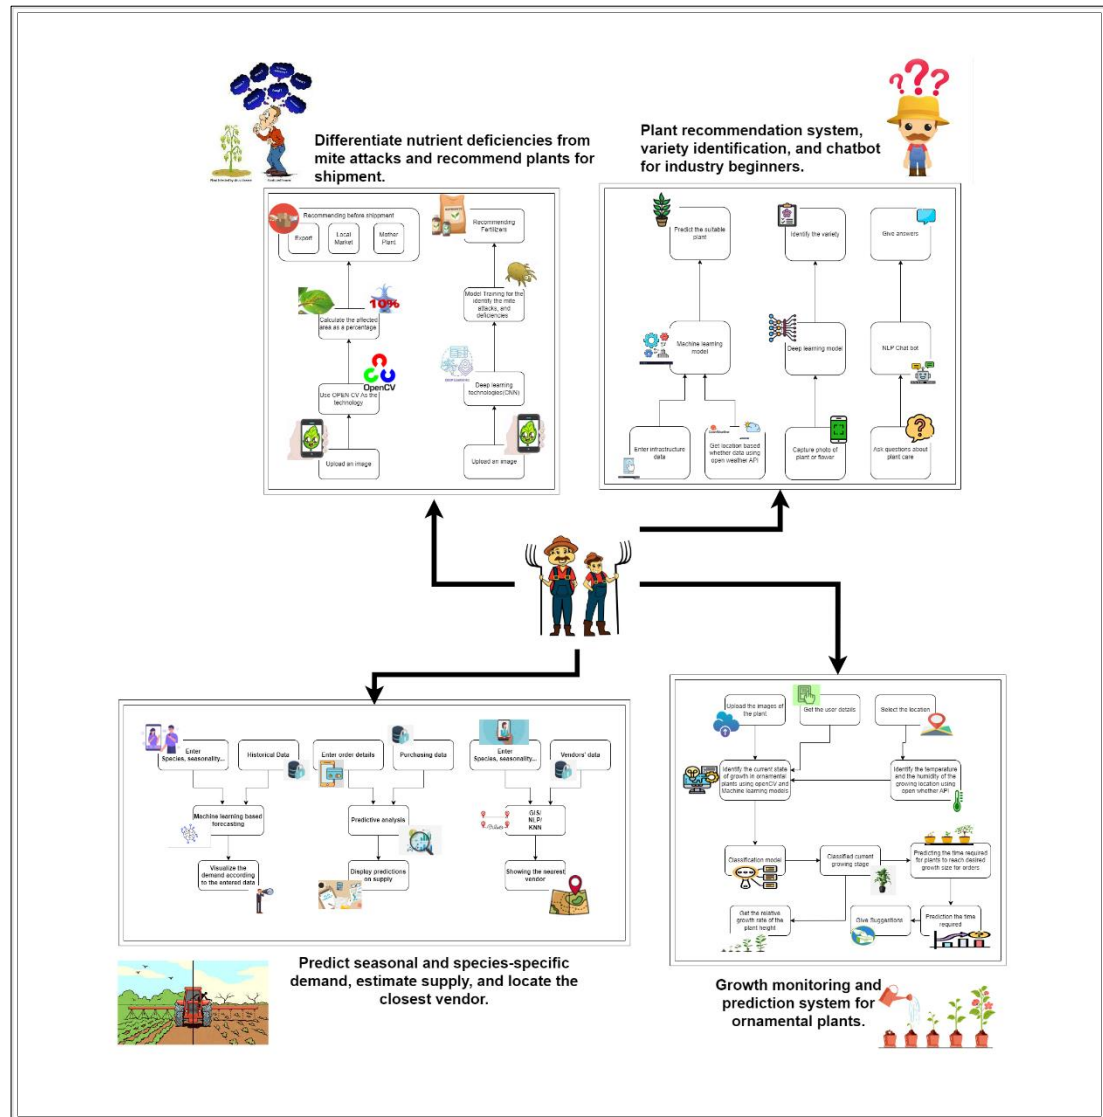 Differentiate nutrient deficiencies from
mite attacks and recommend plants for
shipment.
Recommending before shippment
Export
Local
Market
Mother
Plant
10%
Calculate the affected
area as a percentage
OpenCV
Use OPEN CV As the
technology
Upload an image
Recommending
Fertilizers
Model Training for the
identify the mite
attacks, and
deficiencies
Deep learning
technologies(CNN)
Upload an image
Plant recommendation system,
variety identification, and chatbot
for industry beginners.
Predict the suitable
plant
Machine learning
model
Enter infrastructure
data
Get location based
whether data using
open weather API
Identify the variety
Deep learning model
Capture photo of
plant or flower
Give answers
NLP Chat bot
Ask questions about
plant care
Enter
Species, seasonality...
Historical Data
Machine learning based
forecasting
Visualize the
demand according
to the entered data
Enter order details
Purchasing data
Predictive analysis
Display predictions
on supply
Enter
Species, seasonality...
Vendors' data
GIS/
NLP/
KNN
Showing the nearest
vendor
Predict seasonal and species-specific
demand, estimate supply, and locate the
closest vendor.
Upload the images of
the plant
Get the user details
Select the location
Identify the current state
of growth in ornamental
plants using openCV and
Machine learning models
Identify the temperature
and the humidity of the
growing location using
open whether API
Classification model
Classified current
growing stage
Predicting the time required
for plants to reach desired
growth size for orders
Get the relative
growth rate of the
plant height
Give Suggestions
Prediction the time
required
Growth monitoring and
prediction system for
ornamental plants.